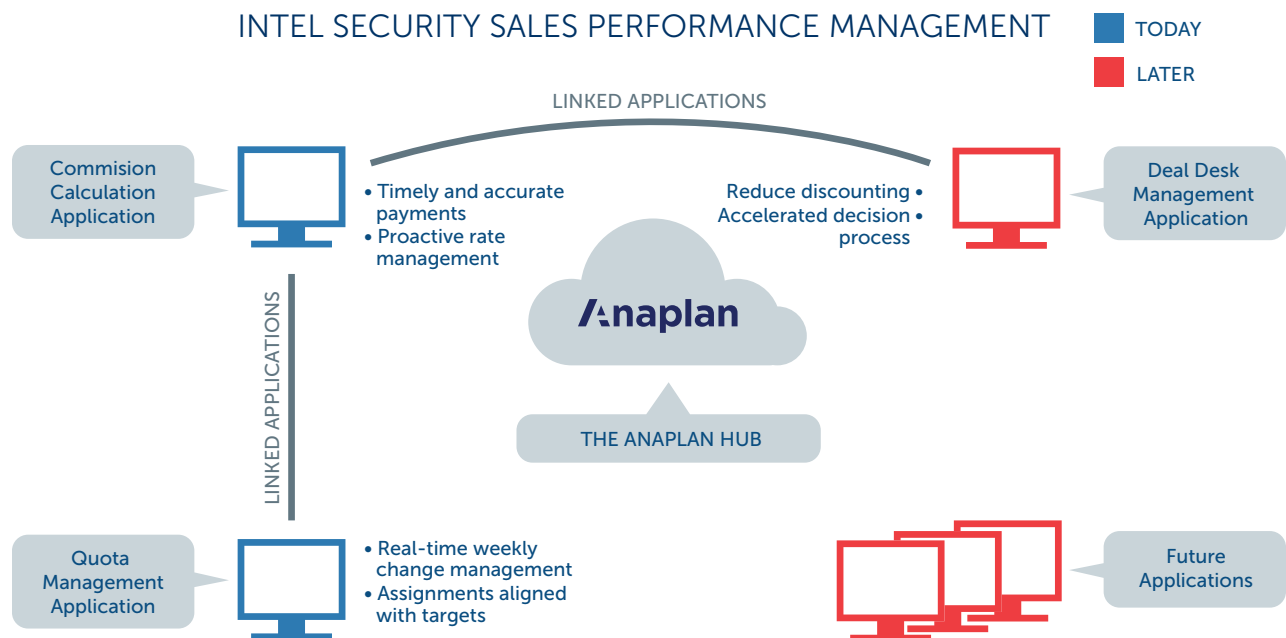 INTEL SECURITY SALES PERFORMANCE MANAGEMENT
TODAY
LATER
LINKED APPLICATIONS
Commision
Calculation
Application
• Timely and accurate
payments
• Proactive rate
management
Reduce discounting •
Accelerated decision •
process
Deal Desk
Management
Application
Anaplan
THE ANAPLAN HUB
LINKED APPLICATIONS
Quota
Management
Application
• Real-time weekly
change management
• Assignments aligned
with targets
Future
Applications